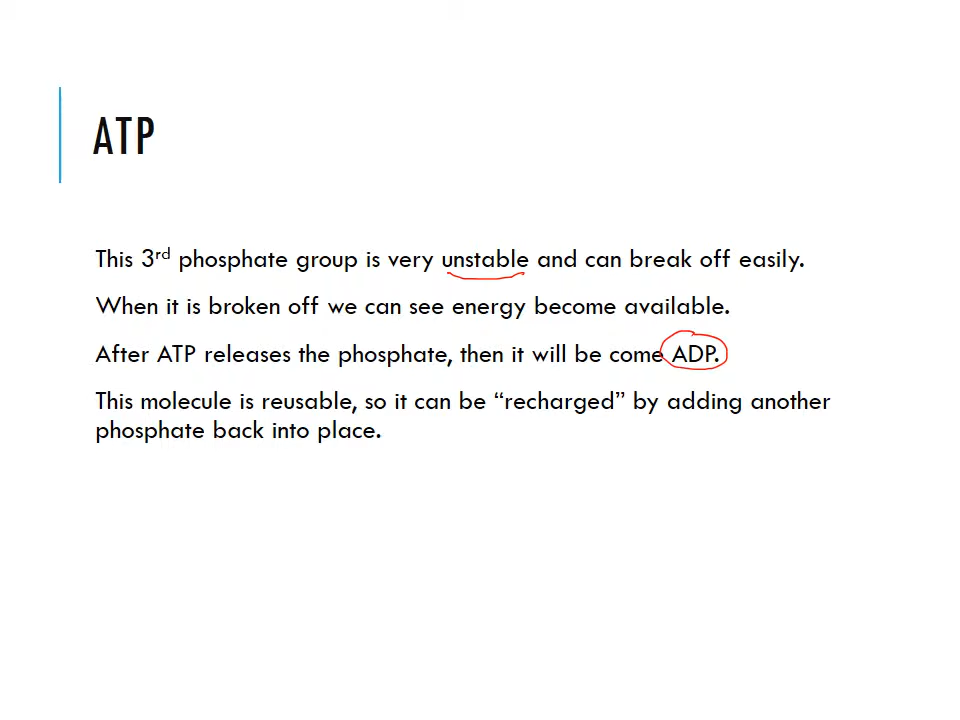 ATP
This 3rd phosphate group is very unstable and can break off easily.
When it is broken off we can see energy become available.
After ATP releases the phosphate, then it will be come ADP.
This molecule is reusable, so it can be “recharged” by adding another
phosphate back into place.